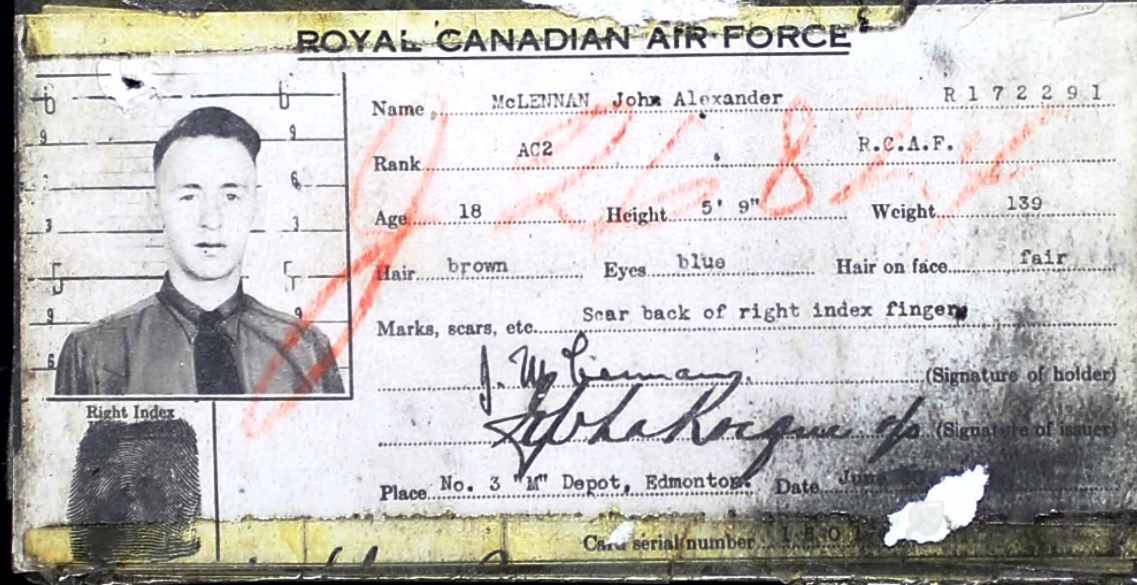 ROYAL CANADIAN AIR FORCE
Name McLENNAN John Alexander R172291
Rank AC2 R.C.A.F.
Age 18 Height 5' 9" Weight 139
Hair brown Eyes blue Hair on face fair
Marks, scars, etc. Scar back of right index finger
(Signature of holder)
Right Index
(Signature of issuer)
Place No. 3 "M" Depot, Edmonton. Date
Card serial number